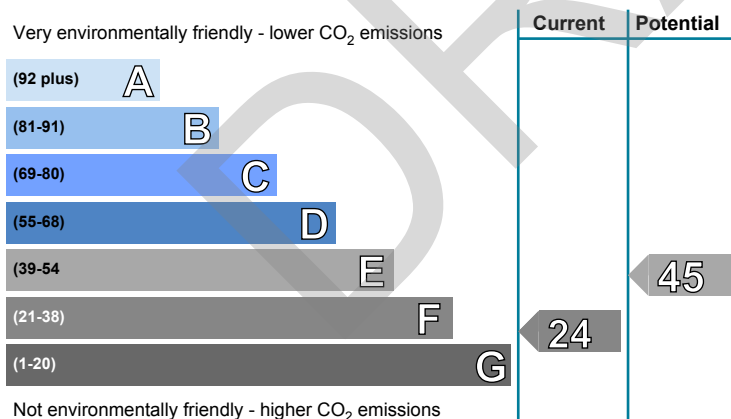 Current Potential
Very environmentally friendly - lower CO₂ emissions
(92 plus) A
(81-91) B
(69-80) C
(55-68) D
(39-54 E
45
(21-38) F
24
(1-20) G
Not environmentally friendly - higher CO₂ emissions